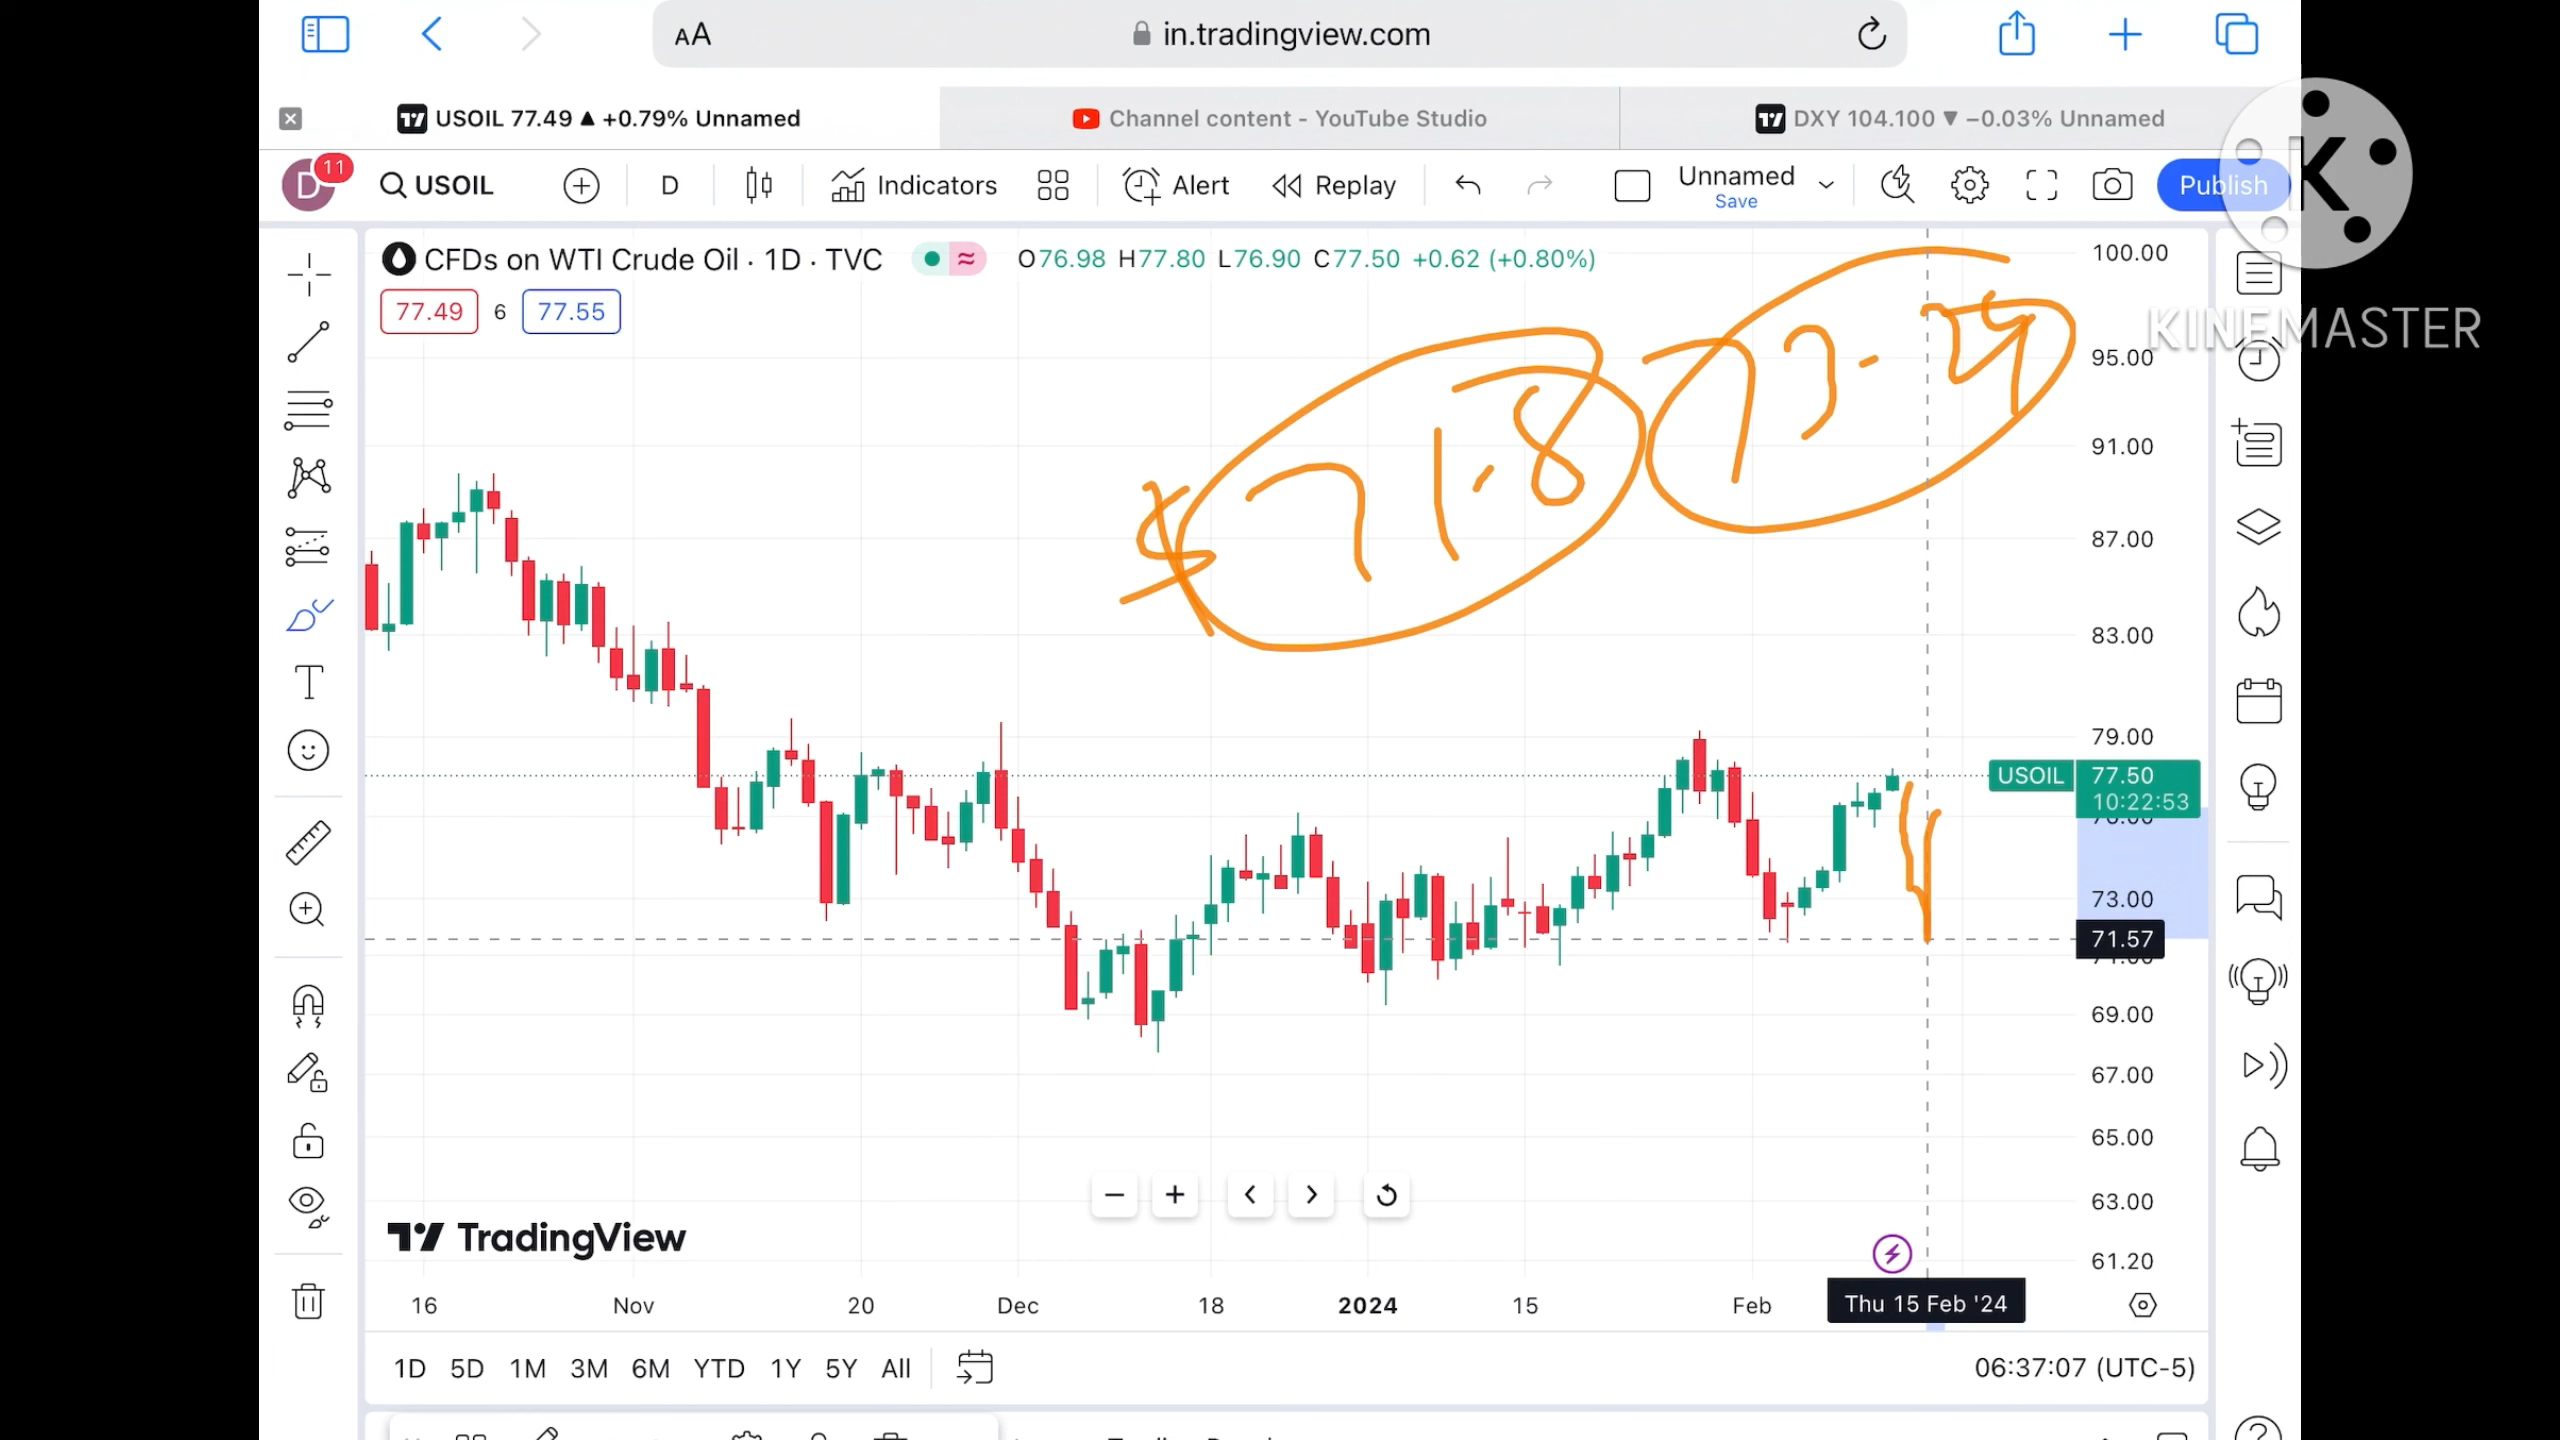 AA in.tradingview.com
USOIL 77.49 ▲ +0.79% Unnamed
Channel content - YouTube Studio
DXY 104.100 ▼ −0.03% Unnamed
D 11 USOIL D Indicators Alert Replay Unnamed Save Publish
K
KINEMASTER
CFDs on WTI Crude Oil · 1D · TVC O76.98 H77.80 L76.90 C77.50 +0.62 (+0.80%)
77.49 6 77.55
71.8
100.00
95.00
91.00
87.00
83.00
79.00
USOIL 77.50
10:22:53
73.00
71.57
69.00
67.00
65.00
63.00
61.20
TradingView
16 Nov 20 Dec 18 2024 15 Feb Thu 15 Feb '24
1D 5D 1M 3M 6M YTD 1Y 5Y All 06:37:07 (UTC-5)